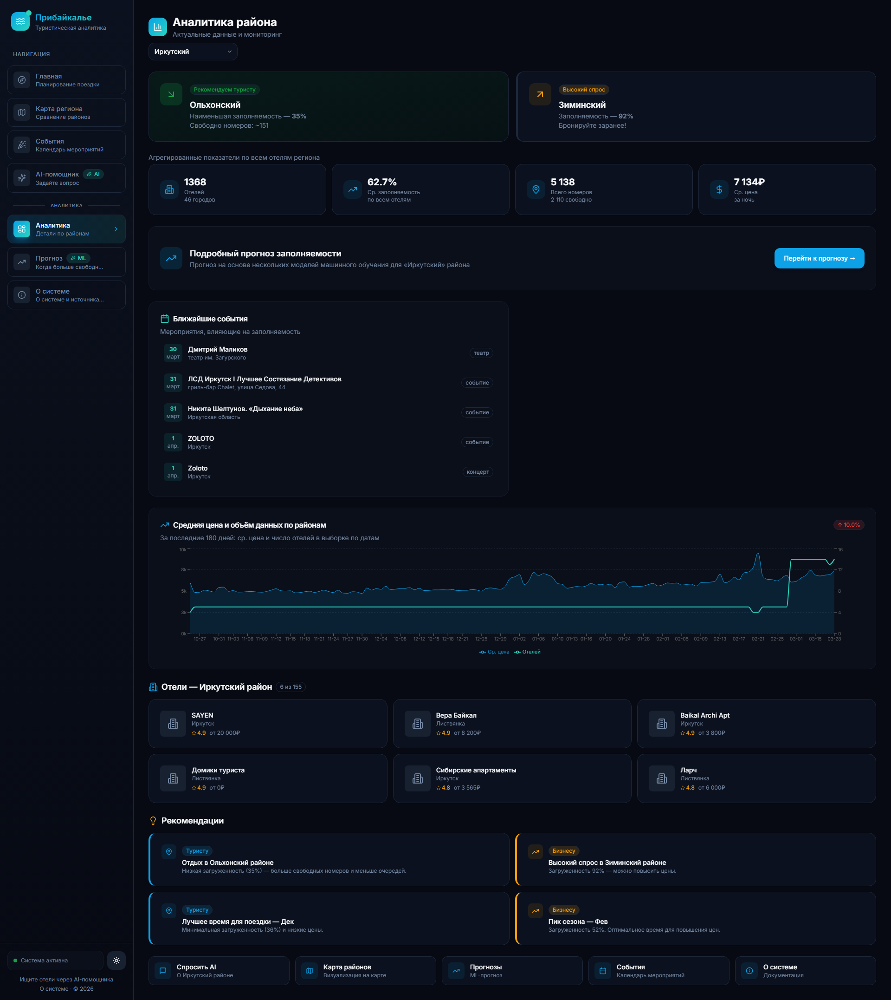 Прибайкалье
Туристическая аналитика
НАВИГАЦИЯ
Главная
Планирование поездки
Карта региона
Сравнение районов
События
Календарь мероприятий
AI-помощник AI
Задайте вопрос
АНАЛИТИКА
Аналитика
Детали по районам
Прогноз ML
Когда больше свободн...
О системе
О системе и источника...
Система активна
Ищите отели через AI-помощника
О системе · © 2026
Аналитика района
Актуальные данные и мониторинг
Иркутский
Рекомендуем туристу
Ольхонский
Наименьшая заполняемость — 35%
Свободно номеров: ~151
Высокий спрос
Зиминский
Заполняемость — 92%
Бронируйте заранее!
Агрегированные показатели по всем отелям региона
1368
Отелей
46 городов
62.7%
Ср. заполняемость
по всем отелям
5 138
Всего номеров
2 110 свободно
7 134₽
Ср. цена
за ночь
Подробный прогноз заполняемости
Прогноз на основе нескольких моделей машинного обучения для «Иркутский» района
Перейти к прогнозу →
Ближайшие события
Мероприятия, влияющие на заполняемость
30 март
Дмитрий Маликов
театр им. Загурского
театр
31 март
ЛСД Иркутск I Лучшее Состязание Детективов
гриль-бар Chalet, улица Седова, 44
событие
31 март
Никита Шелтунов. «Дыхание неба»
Иркутская область
событие
1 апр.
ZOLOTO
Иркутск
событие
1 апр.
Zoloto
Иркутск
концерт
Средняя цена и объём данных по районам
↑ 10.0%
За последние 180 дней: ср. цена и число отелей в выборке по датам
10k 16
8k 12
5k 8
3k 4
0k 0
10-27 10-31 11-03 11-06 11-09 11-12 11-15 11-18 11-21 11-24 11-27 11-30 12-04 12-08 12-12 12-15 12-18 12-21 12-25 12-29 01-02 01-06 01-10 01-13 01-16 01-20 01-24 01-28 02-01 02-05 02-09 02-13 02-17 02-21 02-25 03-01 03-15 03-28
Ср. цена Отелей
Отели — Иркутский район 6 из 155
SAYEN
Иркутск
4.9 от 20 000₽
Вера Байкал
Листвянка
4.9 от 8 200₽
Baikal Archi Apt
Иркутск
4.9 от 3 800₽
Домики туриста
Листвянка
4.9 от 0₽
Сибирские апартаменты
Иркутск
4.8 от 3 565₽
Ларч
Листвянка
4.8 от 6 000₽
Рекомендации
Туристу
Отдых в Ольхонский районе
Низкая загруженность (35%) — больше свободных номеров и меньше очередей.
Бизнесу
Высокий спрос в Зиминский районе
Загруженность 92% — можно повысить цены.
Туристу
Лучшее время для поездки — Дек
Минимальная загруженность (36%) и низкие цены.
Бизнесу
Пик сезона — Фев
Загруженность 52%. Оптимальное время для повышения цен.
Спросить AI
О Иркутский районе
Карта районов
Визуализация на карте
Прогнозы
ML-прогноз
События
Календарь мероприятий
О системе
Документация